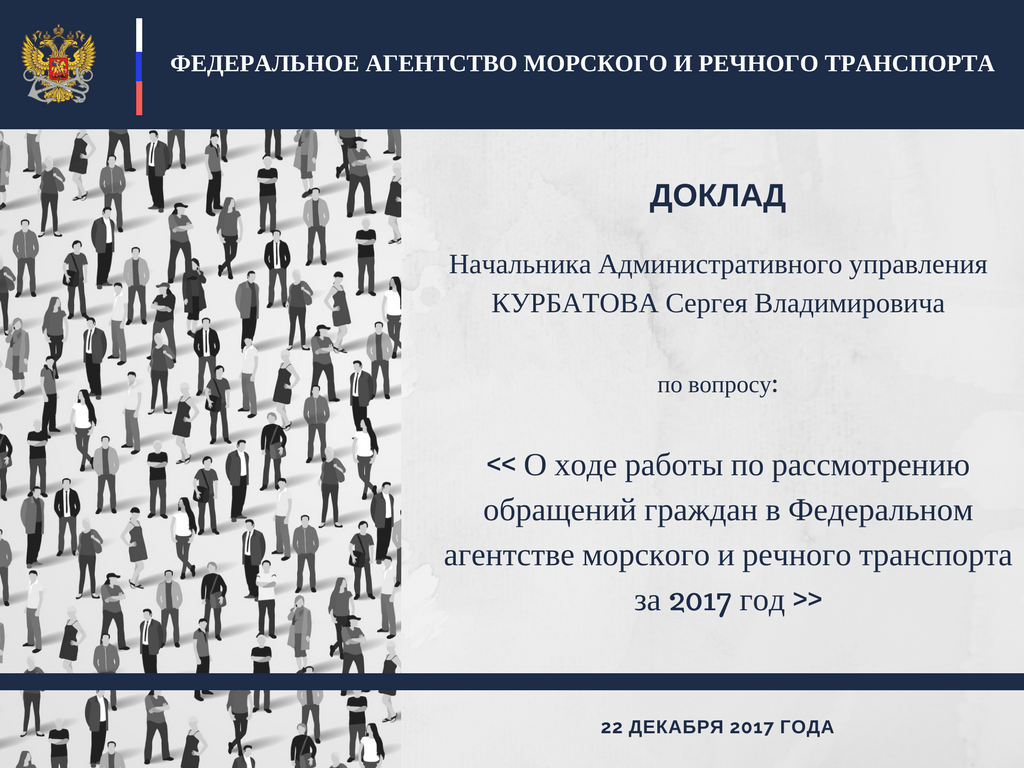 ФЕДЕРАЛЬНОЕ АГЕНТСТВО МОРСКОГО И РЕЧНОГО ТРАНСПОРТА
ДОКЛАД
Начальника Административного управления
КУРБАТОВА Сергея Владимировича
по вопросу:
<< О ходе работы по рассмотрению
обращений граждан в Федеральном
агентстве морского и речного транспорта
за 2017 год >>
22 ДЕКАБРЯ 2017 ГОДА